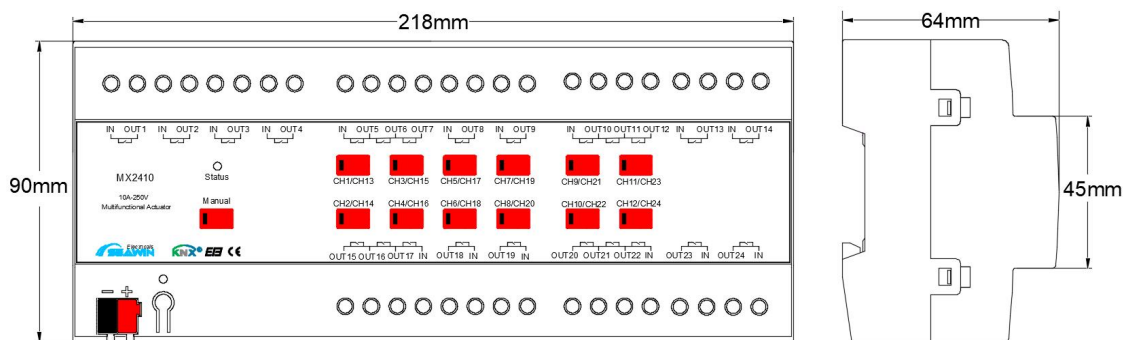 218mm
64mm
90mm
45mm
IN OUT1 IN OUT2 IN OUT3 IN OUT4 IN OUT5 OUT6 OUT7 IN OUT8 IN OUT9 IN OUT10 OUT11 OUT12 IN OUT13 IN OUT14
MX2410
Status
10A-250V
Multifunctional Actuator
Manual
CH1/CH13 CH3/CH15 CH5/CH17 CH7/CH19 CH9/CH21 CH11/CH23
CH2/CH14 CH4/CH16 CH6/CH18 CH8/CH20 CH10/CH22 CH12/CH24
Electrisals
SEAWIN
KNX® EIB CE
OUT15 OUT16 OUT17 IN OUT18 IN OUT19 IN OUT20 OUT21 OUT22 IN OUT23 IN OUT24 IN
− +